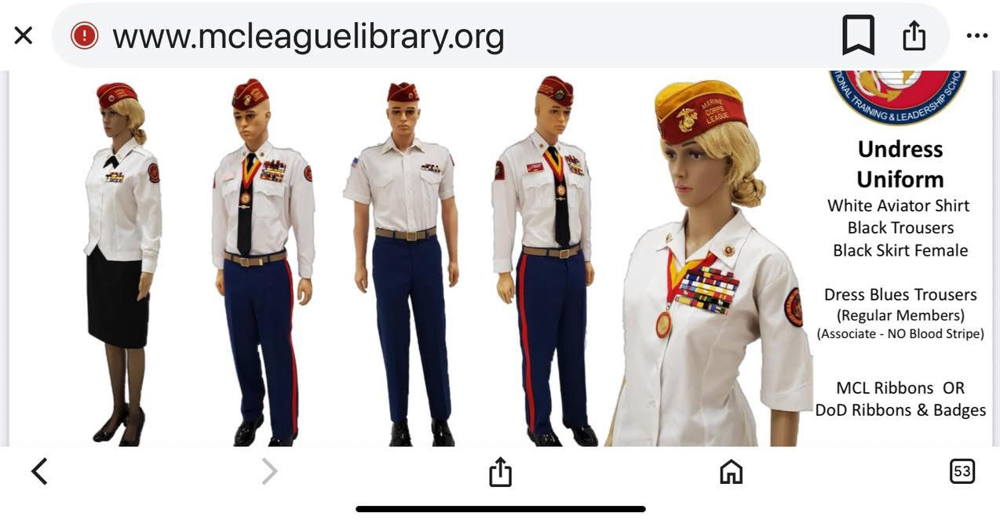 www.mcleaguelibrary.org
TIONAL TRAINING & LEADERSHIP SCHO
MARINE
CORPS
LEAGUE
Undress
Uniform
White Aviator Shirt
Black Trousers
Black Skirt Female
Dress Blues Trousers
(Regular Members)
(Associate - NO Blood Stripe)
MCL Ribbons OR
DoD Ribbons & Badges
53